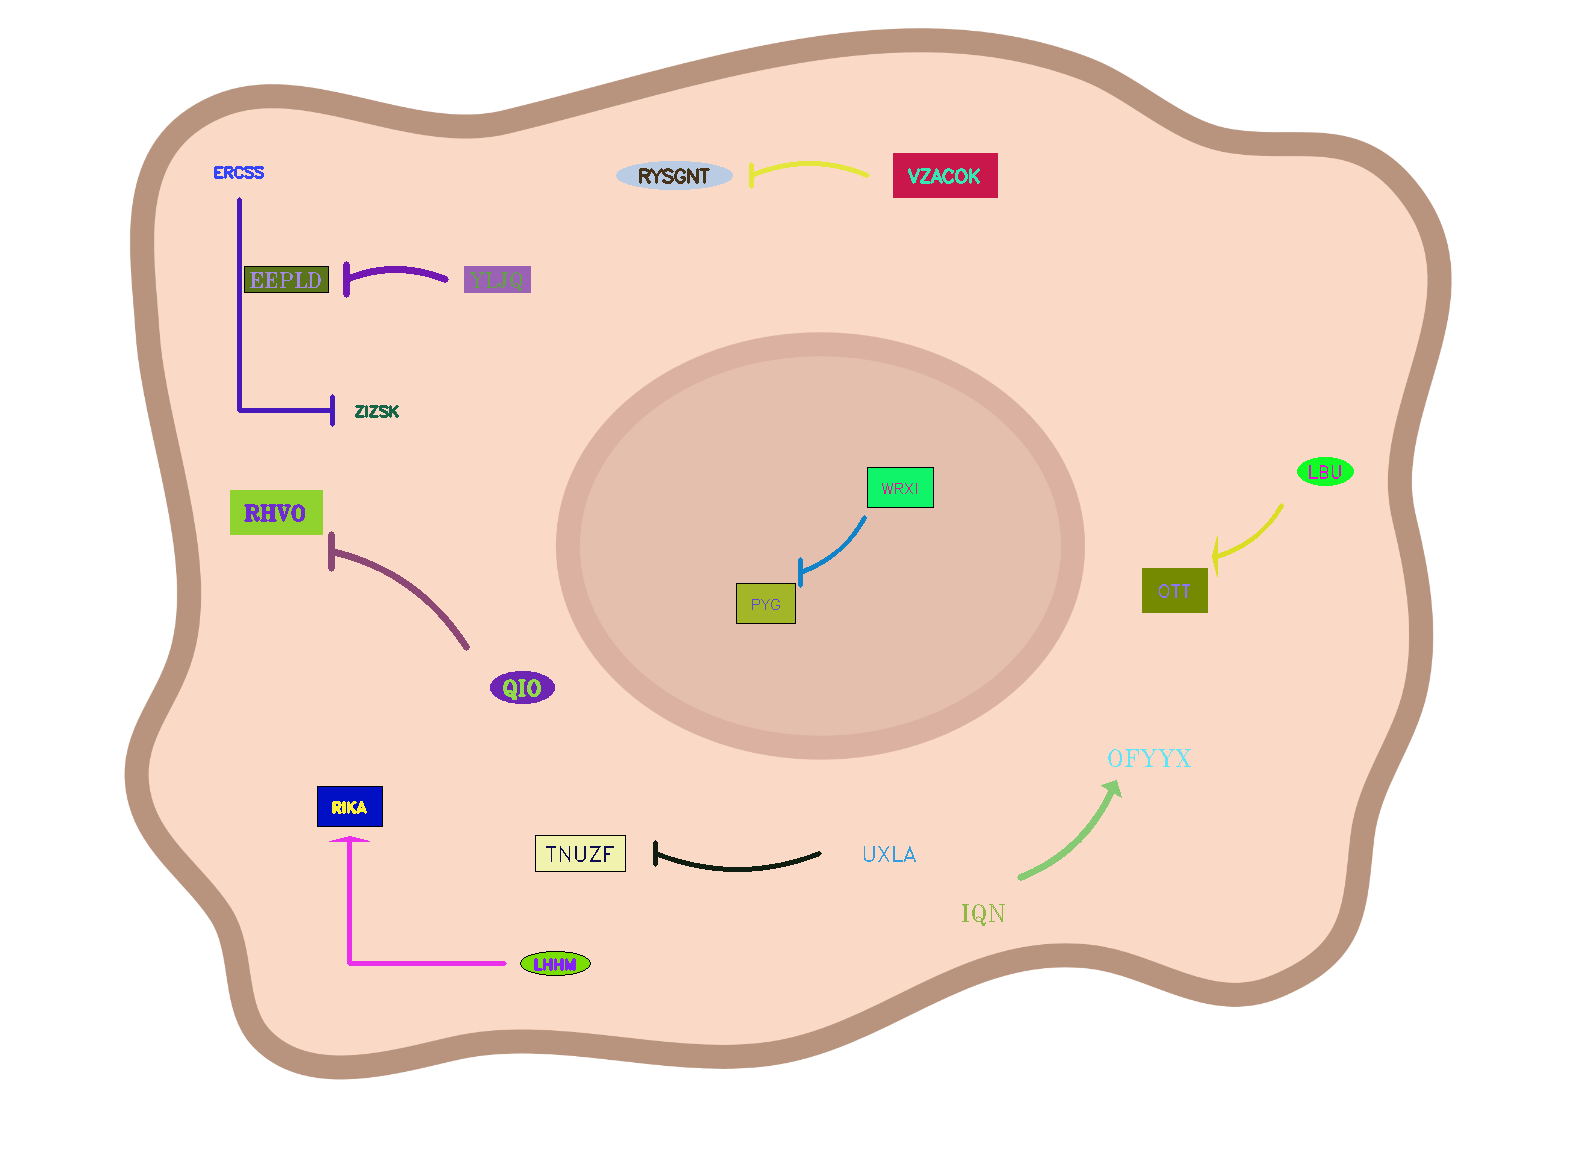 ERCSS
RYSGNT
VZACOK
EEPLD
ZIZSK
RHVO
WRXI
LBU
PYG
OTT
QIO
OFYYX
RIKA
TNUZF
UXLA
IQN
LHHM